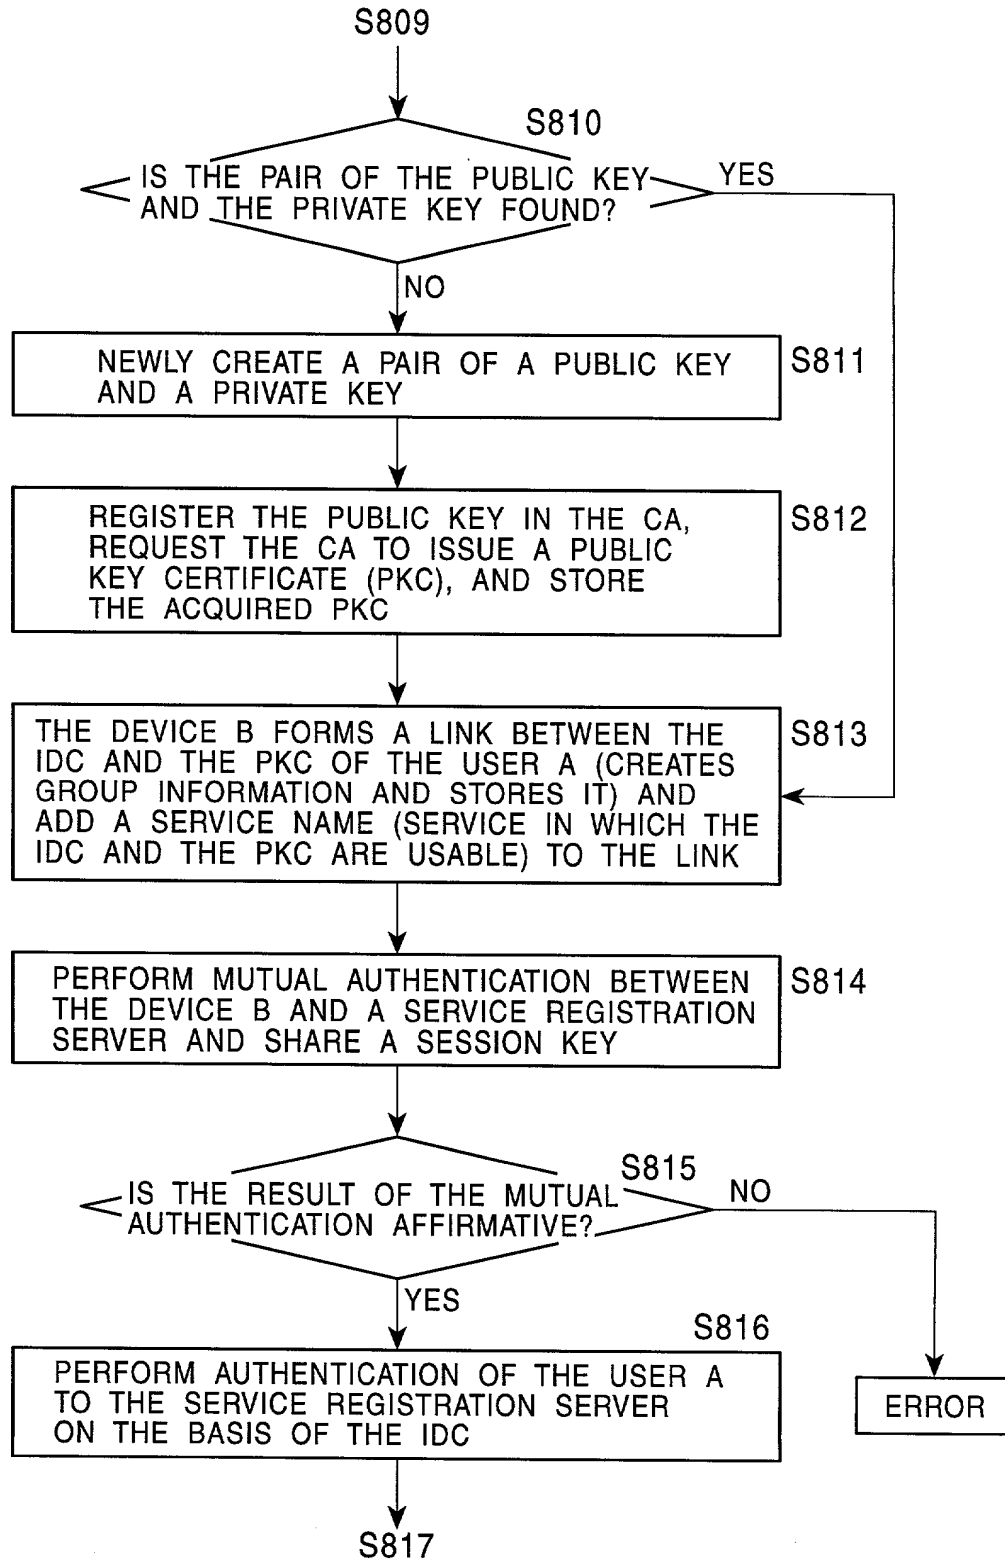 S809
S810
IS THE PAIR OF THE PUBLIC KEY
AND THE PRIVATE KEY FOUND?
YES
NO
NEWLY CREATE A PAIR OF A PUBLIC KEY
AND A PRIVATE KEY
S811
REGISTER THE PUBLIC KEY IN THE CA,
REQUEST THE CA TO ISSUE A PUBLIC
KEY CERTIFICATE (PKC), AND STORE
THE ACQUIRED PKC
S812
THE DEVICE B FORMS A LINK BETWEEN THE
IDC AND THE PKC OF THE USER A (CREATES
GROUP INFORMATION AND STORES IT) AND
ADD A SERVICE NAME (SERVICE IN WHICH THE
IDC AND THE PKC ARE USABLE) TO THE LINK
S813
PERFORM MUTUAL AUTHENTICATION BETWEEN
THE DEVICE B AND A SERVICE REGISTRATION
SERVER AND SHARE A SESSION KEY
S814
S815
IS THE RESULT OF THE MUTUAL
AUTHENTICATION AFFIRMATIVE?
NO
YES
S816
PERFORM AUTHENTICATION OF THE USER A
TO THE SERVICE REGISTRATION SERVER
ON THE BASIS OF THE IDC
ERROR
S817